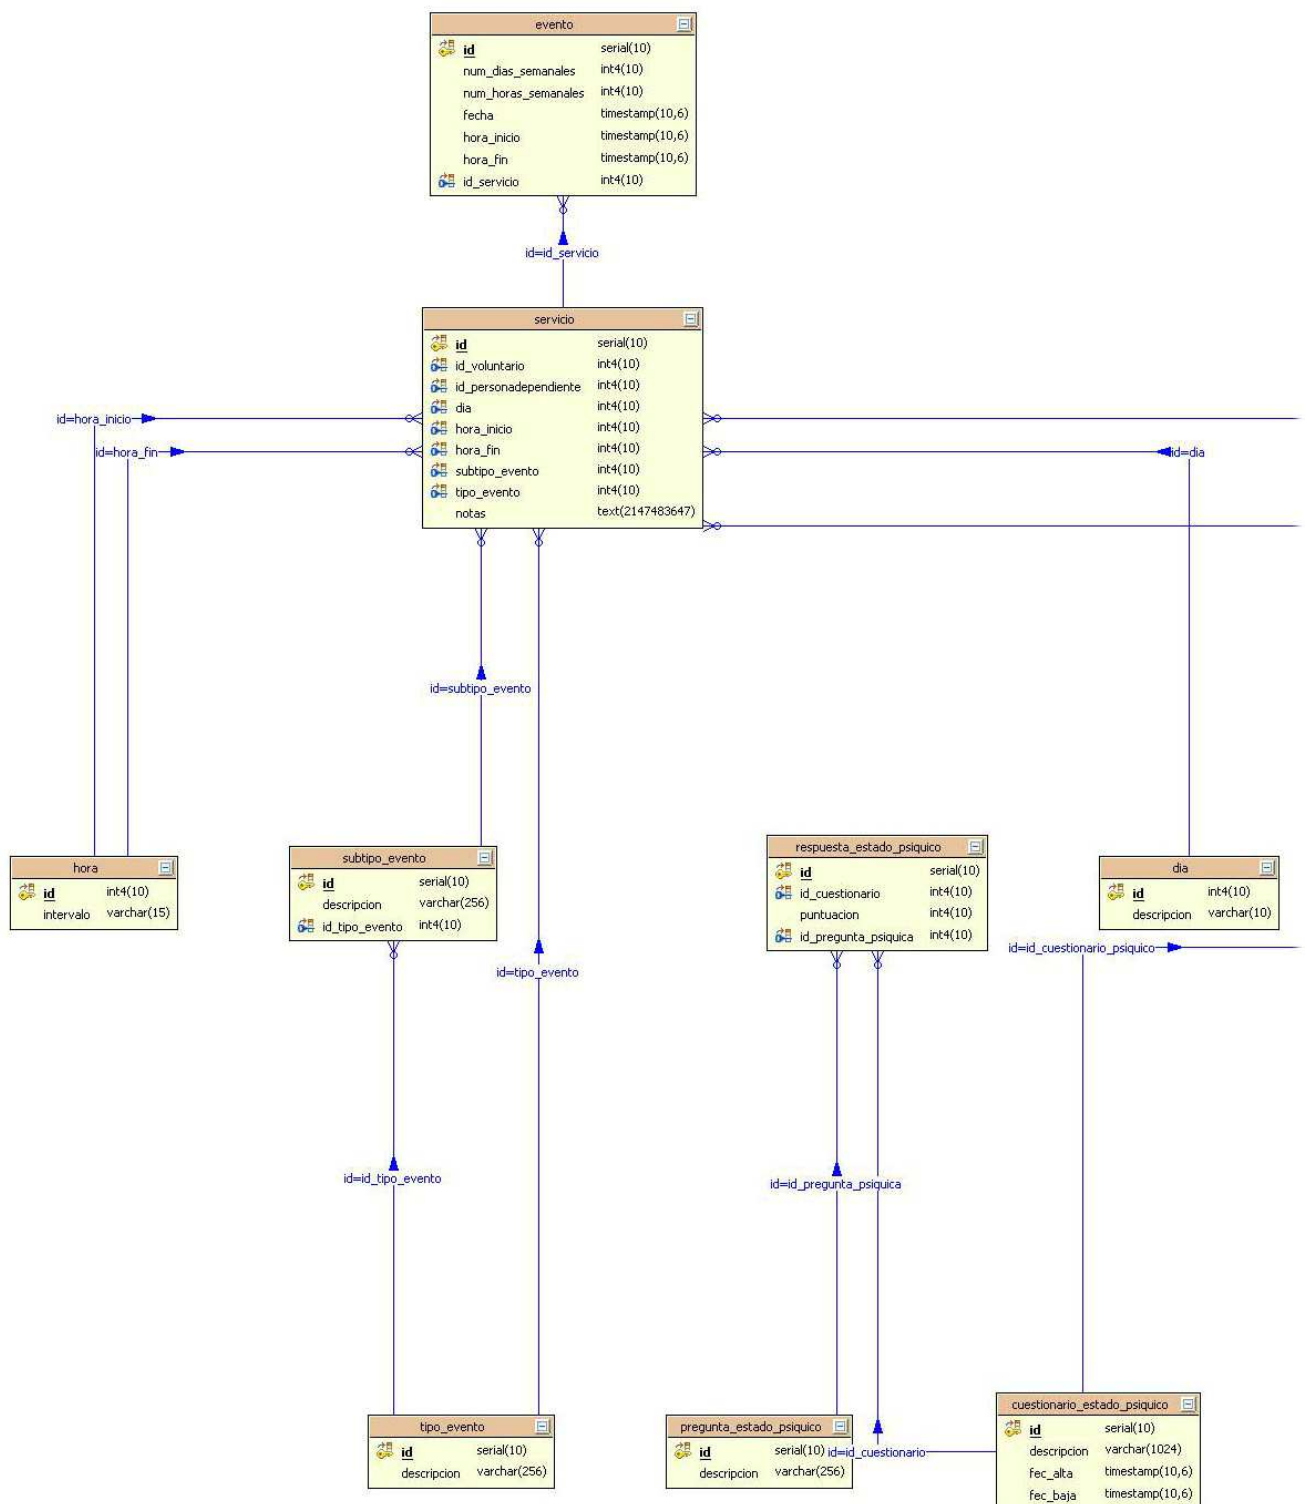 evento
id serial(10)
num_dias_semanales int4(10)
num_horas_semanales int4(10)
fecha timestamp(10,6)
hora_inicio timestamp(10,6)
hora_fin timestamp(10,6)
id_servicio int4(10)
id=id_servicio
servicio
id serial(10)
id_voluntario int4(10)
id_personadependiente int4(10)
dia int4(10)
hora_inicio int4(10)
hora_fin int4(10)
subtipo_evento int4(10)
tipo_evento int4(10)
notas text(2147483647)
id=hora_inicio
id=hora_fin
id=dia
id=subtipo_evento
hora
id int4(10)
intervalo varchar(15)
subtipo_evento
id serial(10)
descripcion varchar(256)
id_tipo_evento int4(10)
respuesta_estado_psiquico
id serial(10)
id_cuestionario int4(10)
puntuacion int4(10)
id_pregunta_psiquica int4(10)
dia
id int4(10)
descripcion varchar(10)
id=id_cuestionario_psiquico
id=tipo_evento
id=id_tipo_evento
id=id_pregunta_psiquica
tipo_evento
id serial(10)
descripcion varchar(256)
pregunta_estado_psiquico
id serial(10)
descripcion varchar(256)
id=id_cuestionario
cuestionario_estado_psiquico
id serial(10)
descripcion varchar(1024)
fec_alta timestamp(10,6)
fec_baja timestamp(10,6)